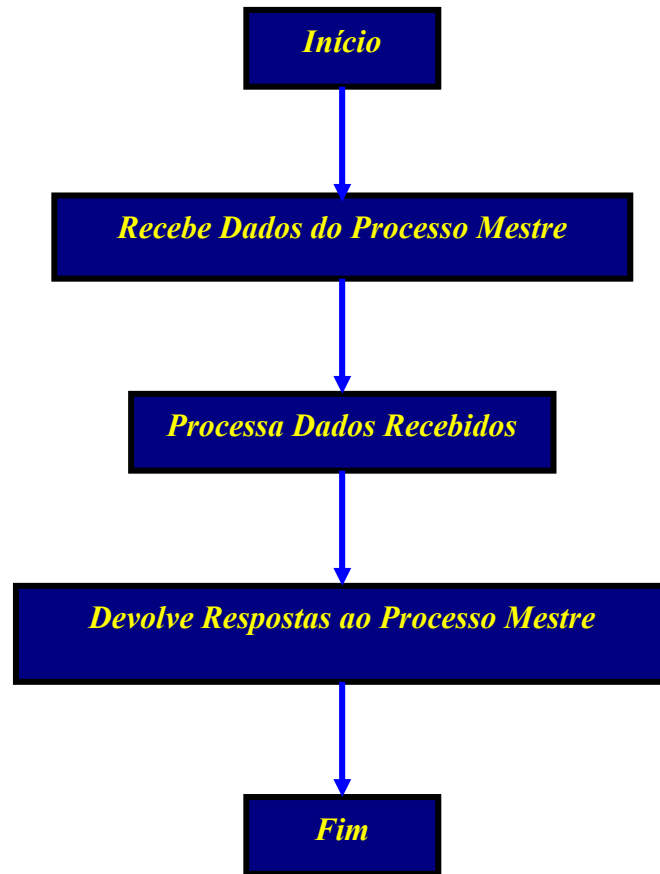 Início
Recebe Dados do Processo Mestre
Processa Dados Recebidos
Devolve Respostas ao Processo Mestre
Fim